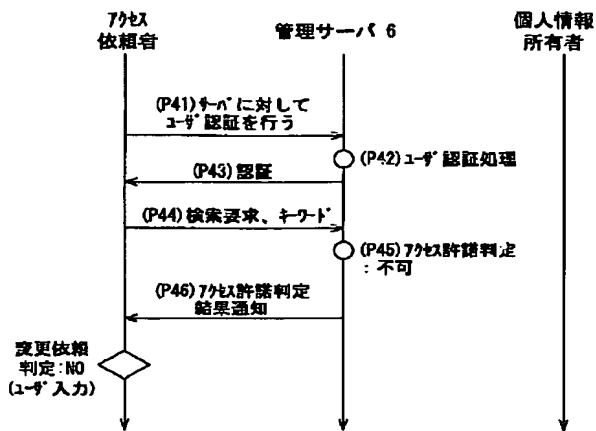 アクセス
依頼者
管理サーバ 6
個人情報
所有者
(P41)サーバに対して
ユーザ認証を行う
(P42)ユーザ認証処理
(P43)認証
(P44)検索要求、キーワード
(P45)アクセス許諾判定
:不可
(P46)アクセス許諾判定
結果通知
変更依頼
判定:NO
(ユーザ入力)